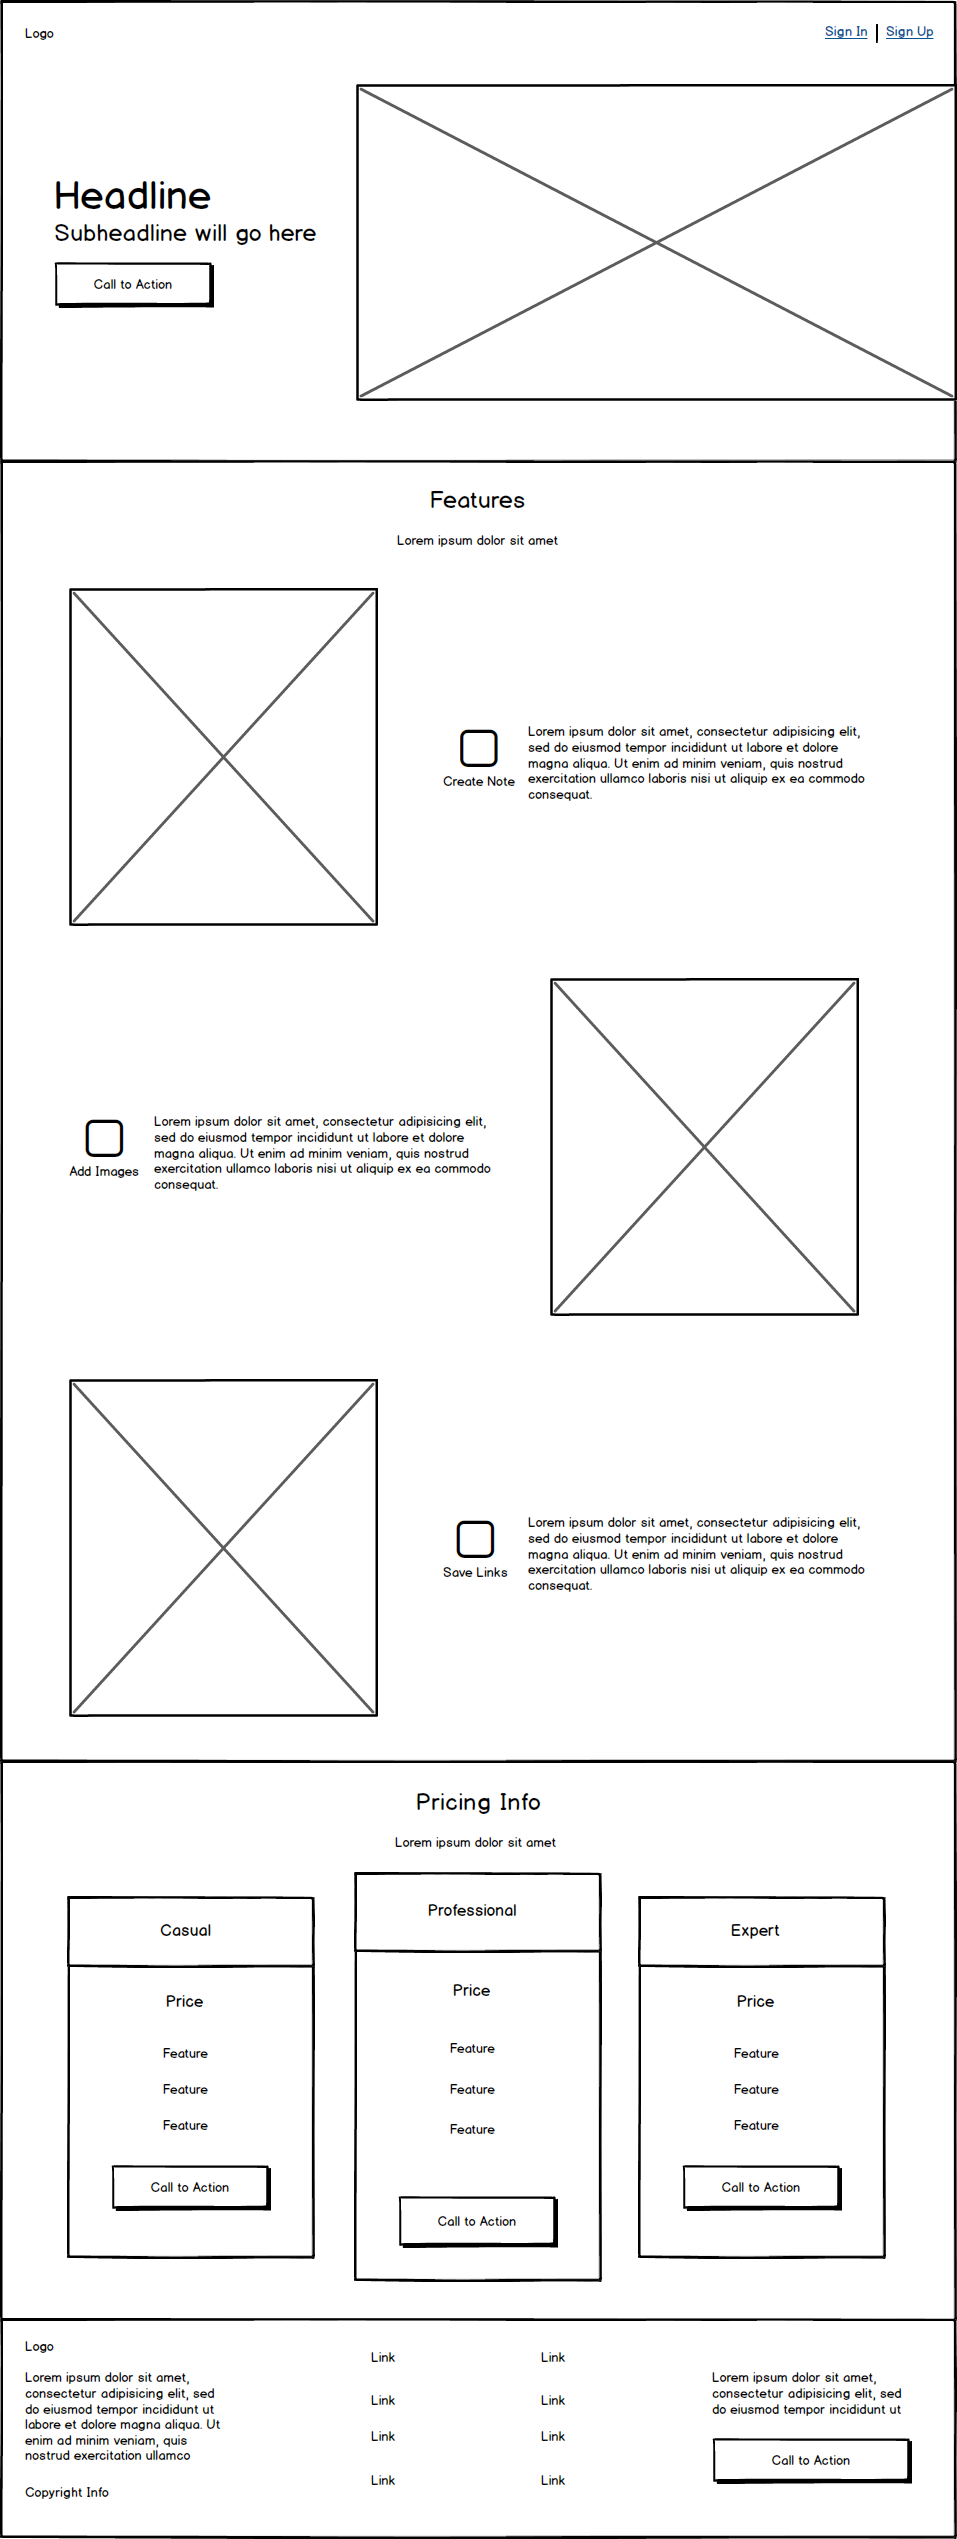 Logo
Sign In | Sign Up
Headline
Subheadline will go here
Call to Action
Features
Lorem ipsum dolor sit amet
Create Note
Lorem ipsum dolor sit amet, consectetur adipisicing elit,
sed do eiusmod tempor incididunt ut labore et dolore
magna aliqua. Ut enim ad minim veniam, quis nostrud
exercitation ullamco laboris nisi ut aliquip ex ea commodo
consequat.
Add Images
Lorem ipsum dolor sit amet, consectetur adipisicing elit,
sed do eiusmod tempor incididunt ut labore et dolore
magna aliqua. Ut enim ad minim veniam, quis nostrud
exercitation ullamco laboris nisi ut aliquip ex ea commodo
consequat.
Save Links
Lorem ipsum dolor sit amet, consectetur adipisicing elit,
sed do eiusmod tempor incididunt ut labore et dolore
magna aliqua. Ut enim ad minim veniam, quis nostrud
exercitation ullamco laboris nisi ut aliquip ex ea commodo
consequat.
Pricing Info
Lorem ipsum dolor sit amet
Casual
Price
Feature
Feature
Feature
Call to Action
Professional
Price
Feature
Feature
Feature
Call to Action
Expert
Price
Feature
Feature
Feature
Call to Action
Logo
Lorem ipsum dolor sit amet,
consectetur adipisicing elit, sed
do eiusmod tempor incididunt ut
labore et dolore magna aliqua. Ut
enim ad minim veniam, quis
nostrud exercitation ullamco
Copyright Info
Link
Link
Link
Link
Link
Link
Link
Link
Lorem ipsum dolor sit amet,
consectetur adipisicing elit, sed
do eiusmod tempor incididunt ut
Call to Action